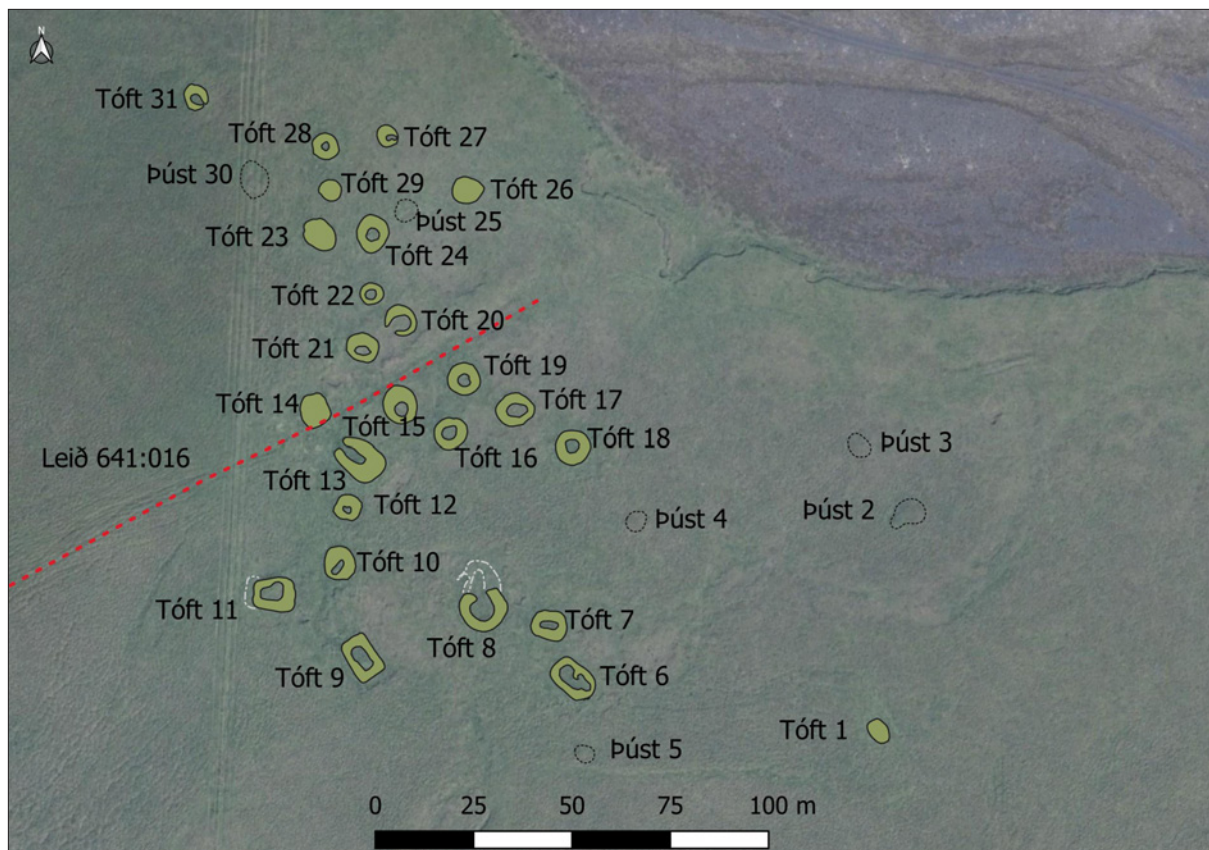 N
Tóft 31
Tóft 28
Tóft 27
Þúst 30
Tóft 29
Tóft 26
Þúst 25
Tóft 23
Tóft 24
Tóft 22
Tóft 20
Tóft 21
Tóft 19
Tóft 14
Tóft 17
Tóft 15
Tóft 18
Tóft 16
Þúst 3
Leið 641:016
Tóft 13
Tóft 12
Þúst 4
Þúst 2
Tóft 10
Tóft 11
Tóft 7
Tóft 8
Tóft 9
Tóft 6
Tóft 1
Þúst 5
0 25 50 75 100 m